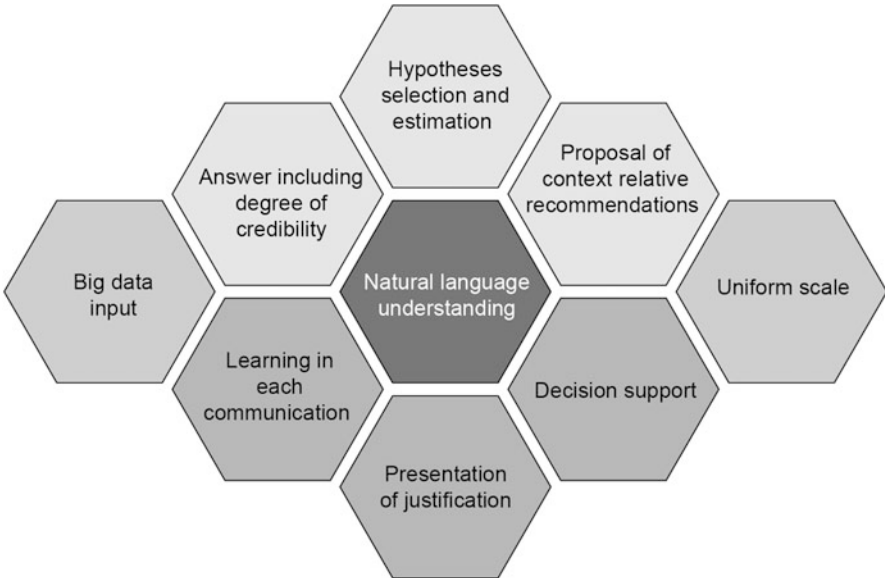 Hypotheses
selection and
estimation
Answer including
degree of
credibility
Proposal of
context relative
recommendations
Big data
input
Natural language
understanding
Uniform scale
Learning in
each
communication
Decision support
Presentation
of justification